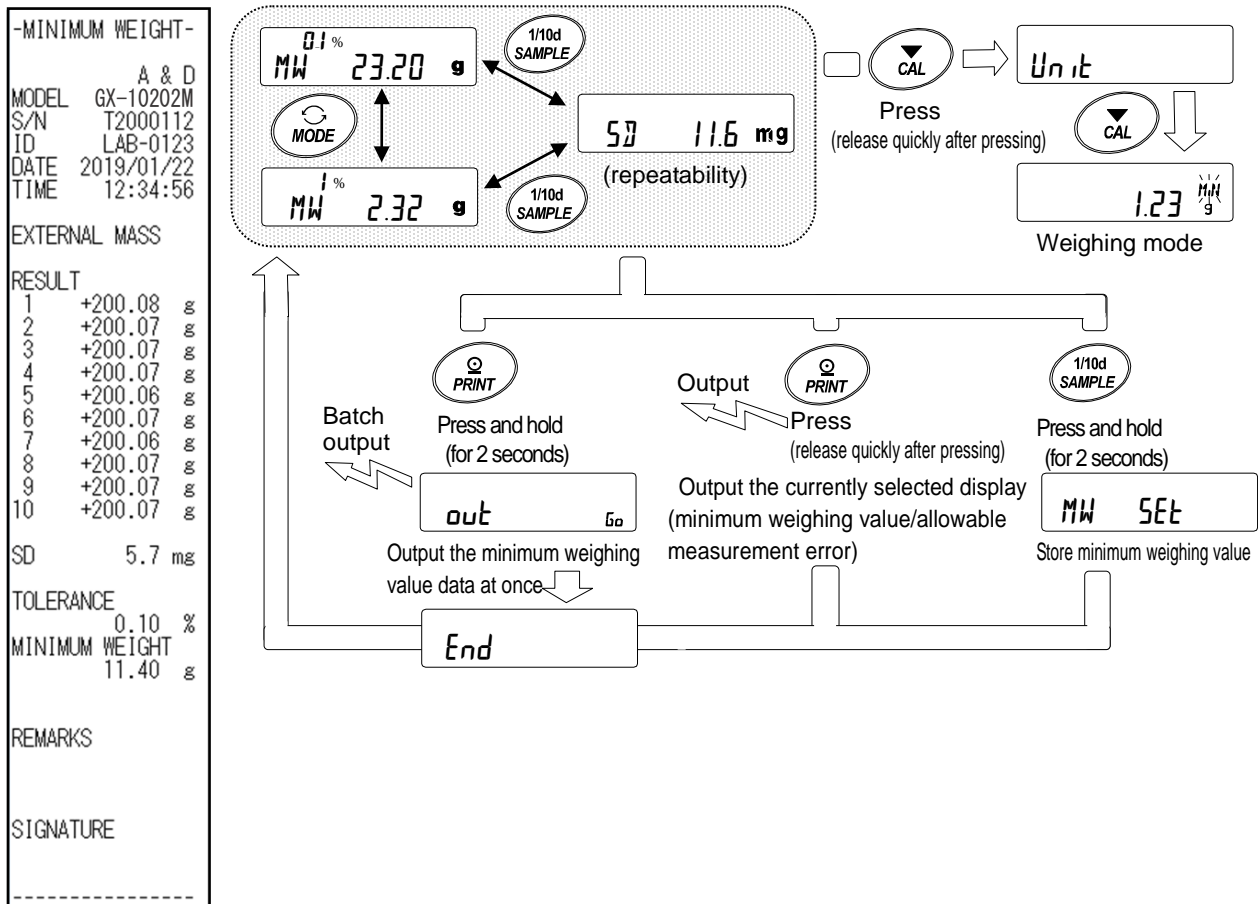 -MINIMUM WEIGHT-
A & D
MODEL GX-10202M
S/N T2000112
ID LAB-0123
DATE 2019/01/22
TIME 12:34:56
EXTERNAL MASS
RESULT
1 +200.08 g
2 +200.07 g
3 +200.07 g
4 +200.07 g
5 +200.06 g
6 +200.07 g
7 +200.06 g
8 +200.07 g
9 +200.07 g
10 +200.07 g
SD 5.7 mg
TOLERANCE
0.10 %
MINIMUM WEIGHT
11.40 g
REMARKS
SIGNATURE
----------------
0.1 %
MW 23.20 g
1/10d
SAMPLE
MODE
SD 11.6 mg
(repeatability)
1 %
MW 2.32 g
1/10d
SAMPLE
CAL
Press
(release quickly after pressing)
Unit
CAL
1.23 MIN
g
Weighing mode
PRINT
Press and hold
(for 2 seconds)
Batch
output
out Go
Output the minimum weighing
value data at once
End
PRINT
Output
Press
(release quickly after pressing)
Output the currently selected display
(minimum weighing value/allowable
measurement error)
1/10d
SAMPLE
Press and hold
(for 2 seconds)
MW SEt
Store minimum weighing value